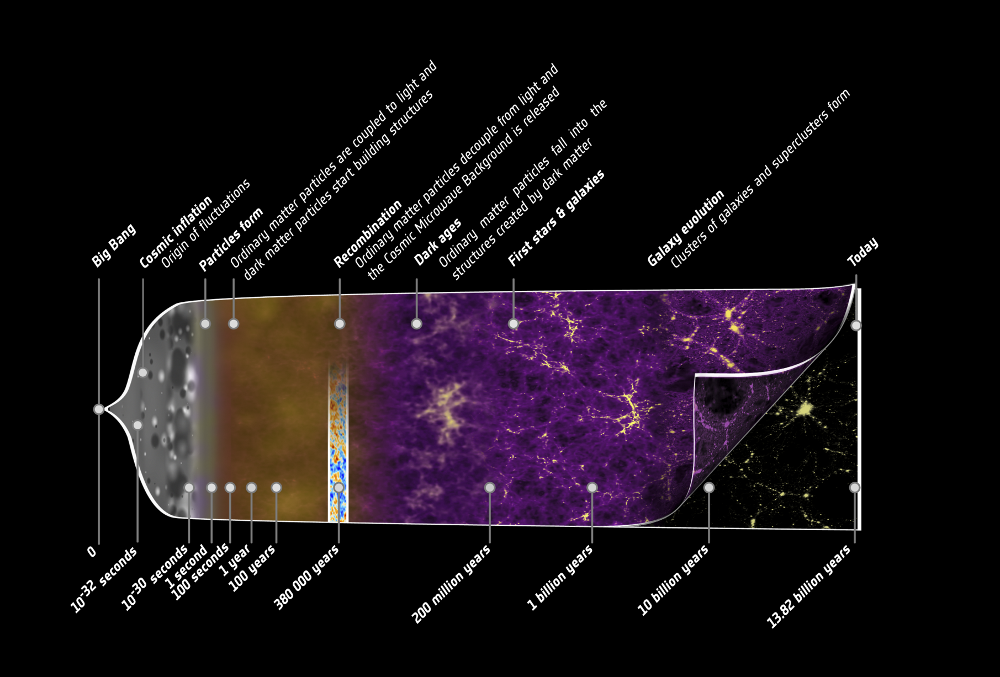 Big Bang
Cosmic inflation
Origin of fluctuations
Particles form
Ordinary matter particles are coupled to light and
dark matter particles start building structures
Recombination
Ordinary matter particles decouple from light and
the Cosmic Microwave Background is released
Dark ages
Ordinary matter particles fall into the
structures created by dark matter
First stars & galaxies
Galaxy evolution
Clusters of galaxies and superclusters form
Today
0
10-32 seconds
10-30 seconds
1 second
100 seconds
1 year
100 years
380 000 years
200 million years
1 billion years
10 billion years
13.82 billion years